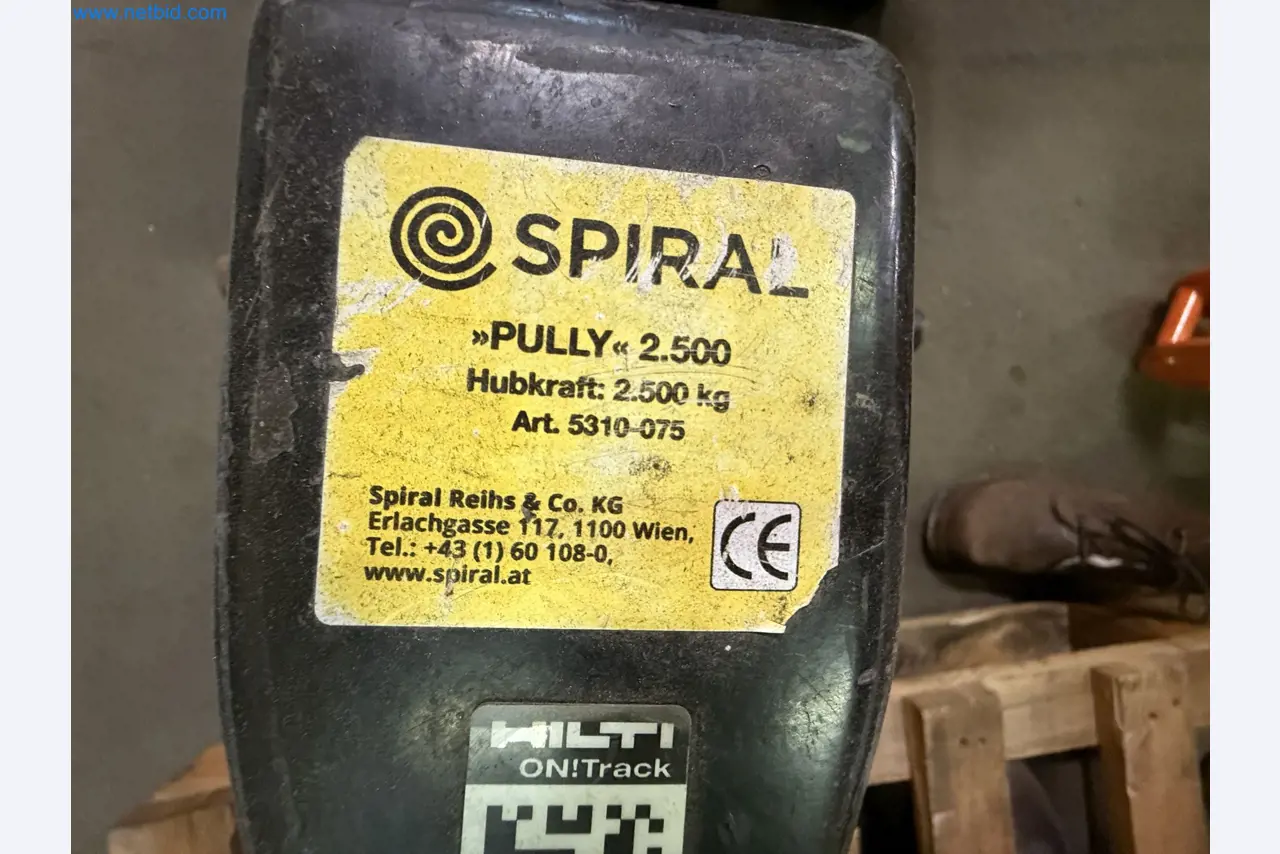 www.netbid.com
SPIRAL
»PULLY« 2.500
Hubkraft: 2.500 kg
Art. 5310-075
Spiral Reihs & Co. KG
Erlachgasse 117, 1100 Wien,
Tel.: +43 (1) 60 108-0,
www.spiral.at
CE
HILTI
ON!Track